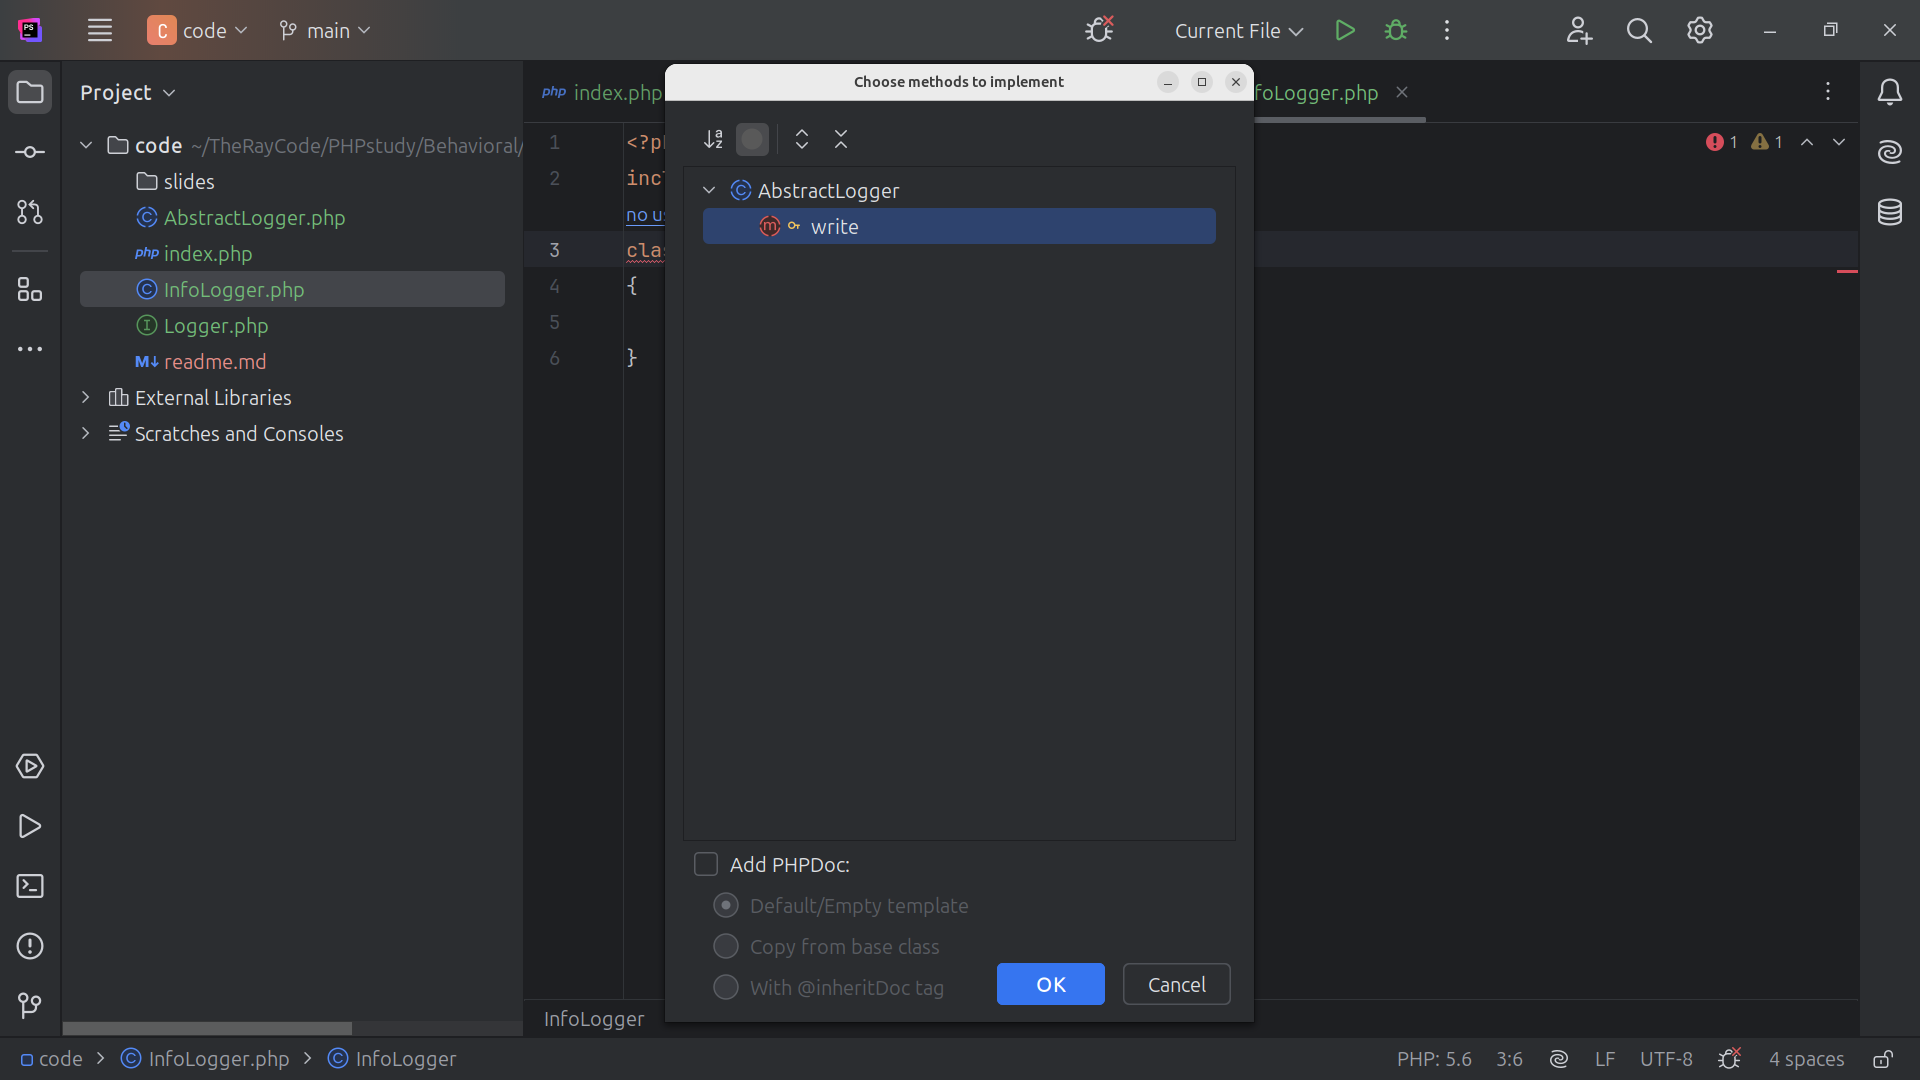 PS
C code
main
Current File
Project
php index.php
Choose methods to implement
foLogger.php
code ~/TheRayCode/PHPstudy/Behavioral/
slides
C AbstractLogger.php
php index.php
C InfoLogger.php
I Logger.php
M↓ readme.md
External Libraries
Scratches and Consoles
1 <?p
2 inc
no u
3 cla
4 {
5
6 }
1 1
C AbstractLogger
m write
Add PHPDoc:
Default/Empty template
Copy from base class
With @inheritDoc tag
OK Cancel
InfoLogger
code > C InfoLogger.php > C InfoLogger
PHP: 5.6 3:6 LF UTF-8 4 spaces